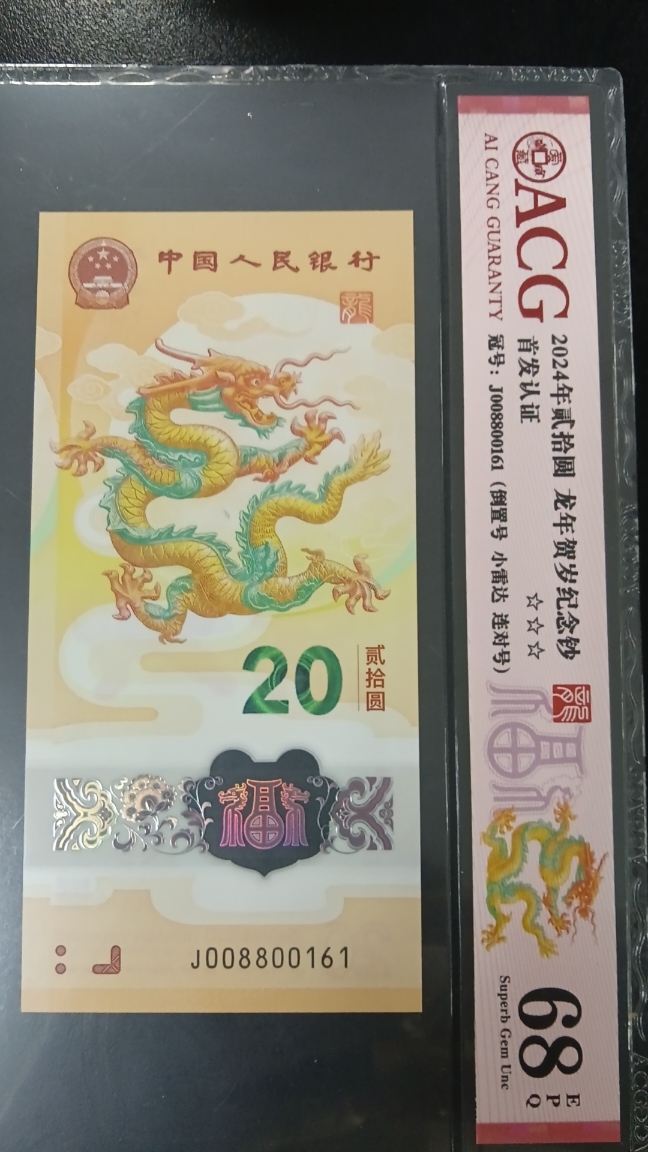 中国人民银行
20
贰拾圆
J008800161
ACG
AI CANG GUARANTY
2024年贰拾圆 龙年贺岁纪念钞
首发认证
☆☆☆
冠号：J008800161（倒置号 小雷达 连对号）
68
EPQ
Superb Gem Unc